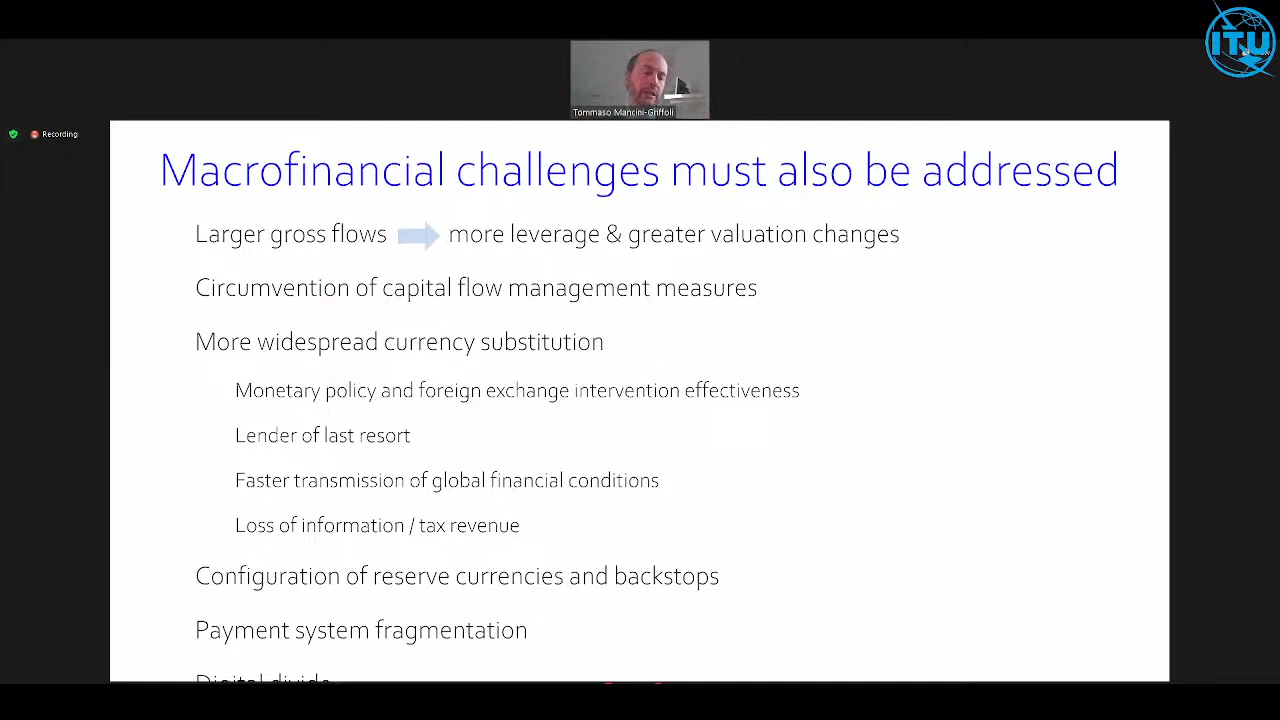 ITU
Tommaso Mancini-Griffoli
Recording
Macrofinancial challenges must also be addressed
Larger gross flows more leverage & greater valuation changes
Circumvention of capital flow management measures
More widespread currency substitution
Monetary policy and foreign exchange intervention effectiveness
Lender of last resort
Faster transmission of global financial conditions
Loss of information / tax revenue
Configuration of reserve currencies and backstops
Payment system fragmentation
Digital divide